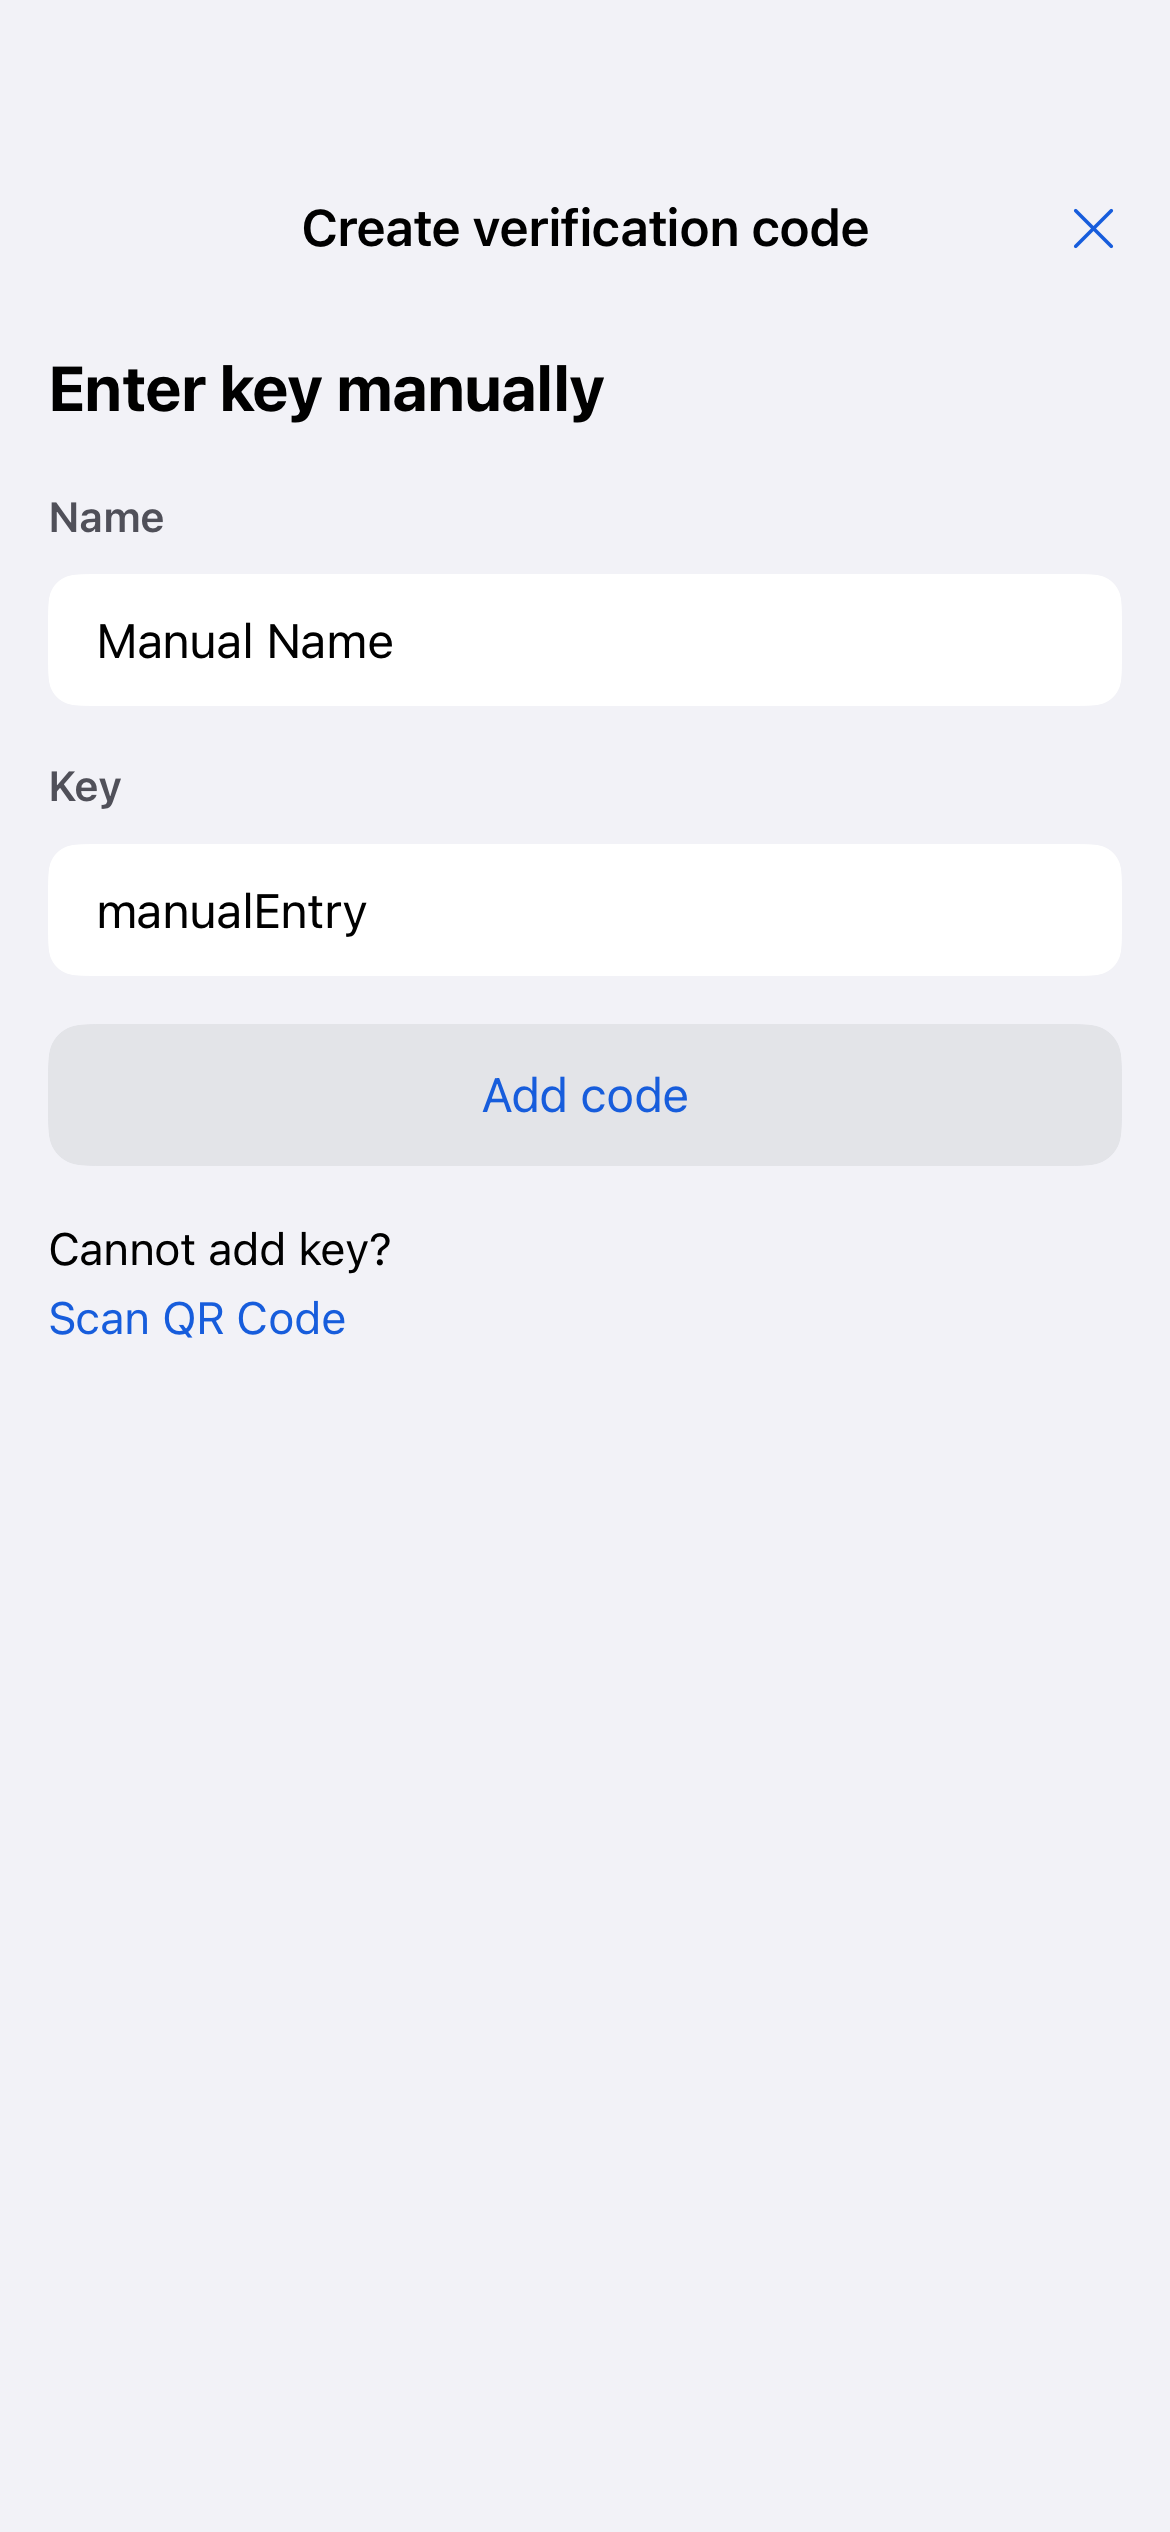 Create verification code
Enter key manually
Name
Manual Name
Key
manualEntry
Add code
Cannot add key?
Scan QR Code